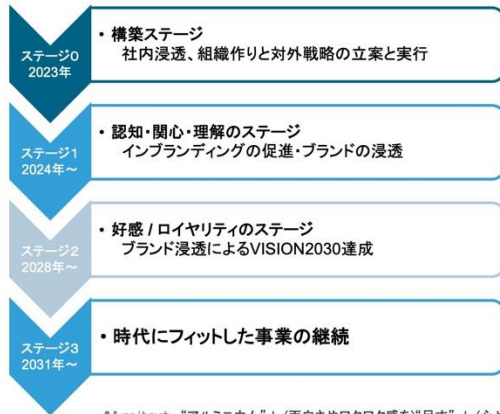 ステージ0
2023年
・構築ステージ
社内浸透、組織作りと対外戦略の立案と実行
ステージ1
2024年～
・認知・関心・理解のステージ
インブランディングの促進・ブランドの浸透
ステージ2
2028年～
・好感 / ロイヤリティのステージ
ブランド浸透によるVISION2030達成
ステージ3
2031年～
・時代にフィットした事業の継続